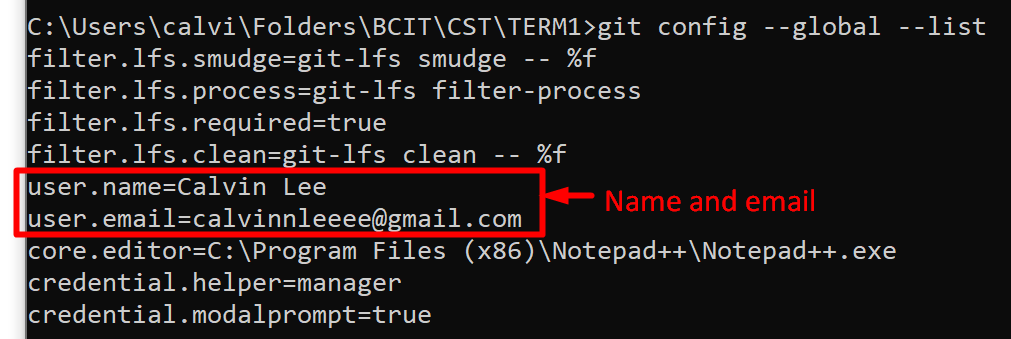 C:\Users\calvi\Folders\BCIT\CST\TERM1>git config --global --list
filter.lfs.smudge=git-lfs smudge -- %f
filter.lfs.process=git-lfs filter-process
filter.lfs.required=true
filter.lfs.clean=git-lfs clean -- %f
user.name=Calvin Lee
user.email=calvinnleeee@gmail.com
Name and email
core.editor=C:\Program Files (x86)\Notepad++\Notepad++.exe
credential.helper=manager
credential.modalprompt=true